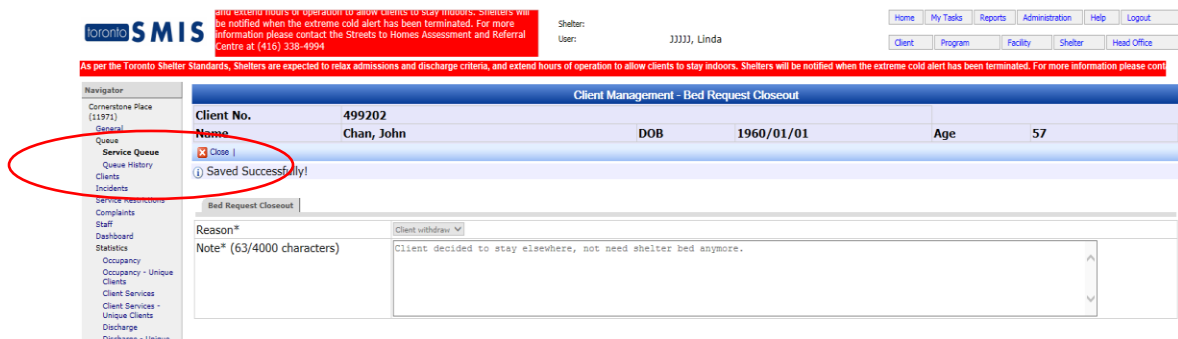 toronto SMIS
and extend hours of operation to allow clients to stay indoors. Shelters will
be notified when the extreme cold alert has been terminated. For more
information please contact the Streets to Homes Assessment and Referral
Centre at (416) 338-4994
Shelter:
User: JJJJJ, Linda
Home My Tasks Reports Administration Help Logout
Client Program Facility Shelter Head Office
As per the Toronto Shelter Standards, Shelters are expected to relax admissions and discharge criteria, and extend hours of operation to allow clients to stay indoors. Shelters will be notified when the extreme cold alert has been terminated. For more information please
Navigator
Cornerstone Place
(11971)
General
Queue
Service Queue
Queue History
Clients
Incidents
Service Restrictions
Complaints
Staff
Dashboard
Statistics
Occupancy
Occupancy - Unique
Clients
Client Services
Client Services -
Unique Clients
Discharge
Discharge - Unique
Client Management - Bed Request Closeout
Client No. 499202
Name Chan, John DOB 1960/01/01 Age 57
Close |
Saved Successfully!
Bed Request Closeout
Reason* Client withdraw
Note* (63/4000 characters) Client decided to stay elsewhere, not need shelter bed anymore.